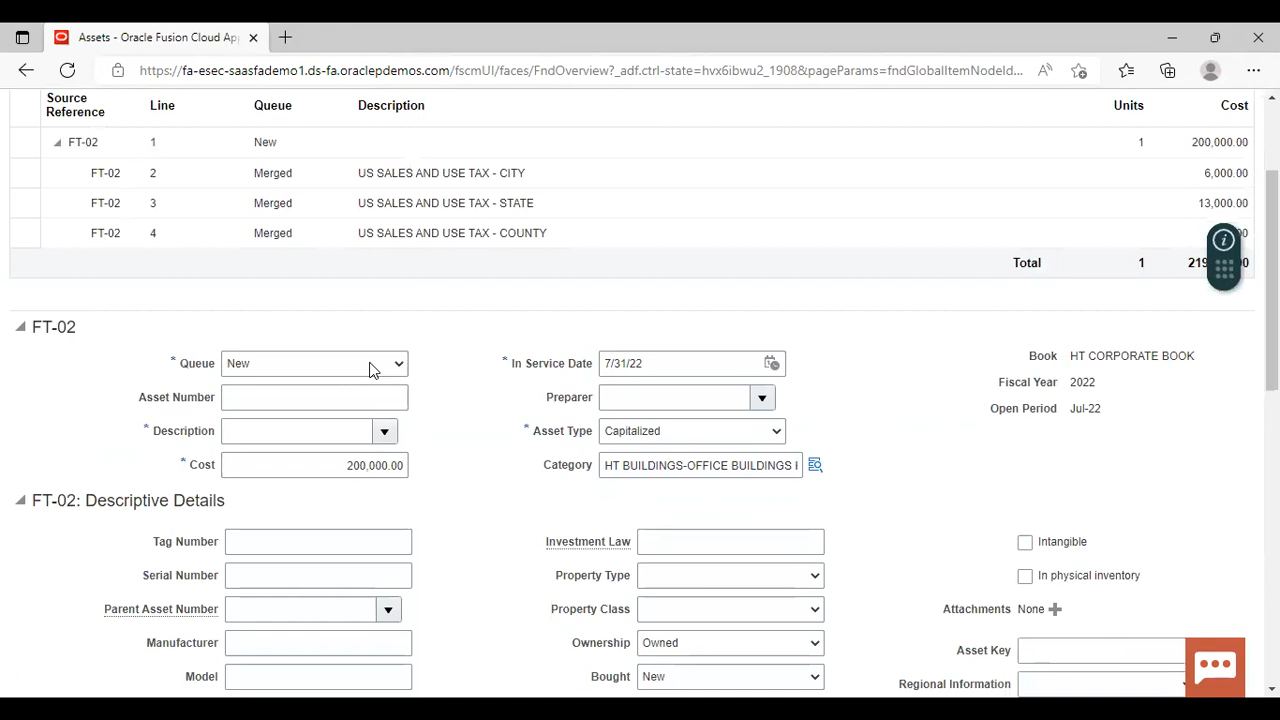 Assets - Oracle Fusion Cloud App
https://fa-esec-saasfademo1.ds-fa.oraclepdemos.com/fscmUI/faces/FndOverview?_adf.ctrl-state=hvx6ibwu2_1908&pageParams=fndGlobalItemNodeId...
Source Reference Line Queue Description Units Cost
FT-02 1 New 1 200,000.00
FT-02 2 Merged US SALES AND USE TAX - CITY 6,000.00
FT-02 3 Merged US SALES AND USE TAX - STATE 13,000.00
FT-02 4 Merged US SALES AND USE TAX - COUNTY
Total 1
FT-02
* Queue New * In Service Date 7/31/22 Book HT CORPORATE BOOK
Asset Number Preparer Fiscal Year 2022
* Description * Asset Type Capitalized Open Period Jul-22
* Cost 200,000.00 Category HT BUILDINGS-OFFICE BUILDINGS
FT-02: Descriptive Details
Tag Number Investment Law Intangible
Serial Number Property Type In physical inventory
Parent Asset Number Property Class Attachments None
Manufacturer Ownership Owned Asset Key
Model Bought New Regional Information